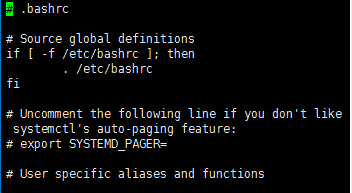 # .bashrc
# Source global definitions
if [ -f /etc/bashrc ]; then
        . /etc/bashrc
fi
# Uncomment the following line if you don't like
 systemctl's auto-paging feature:
# export SYSTEMD_PAGER=
# User specific aliases and functions